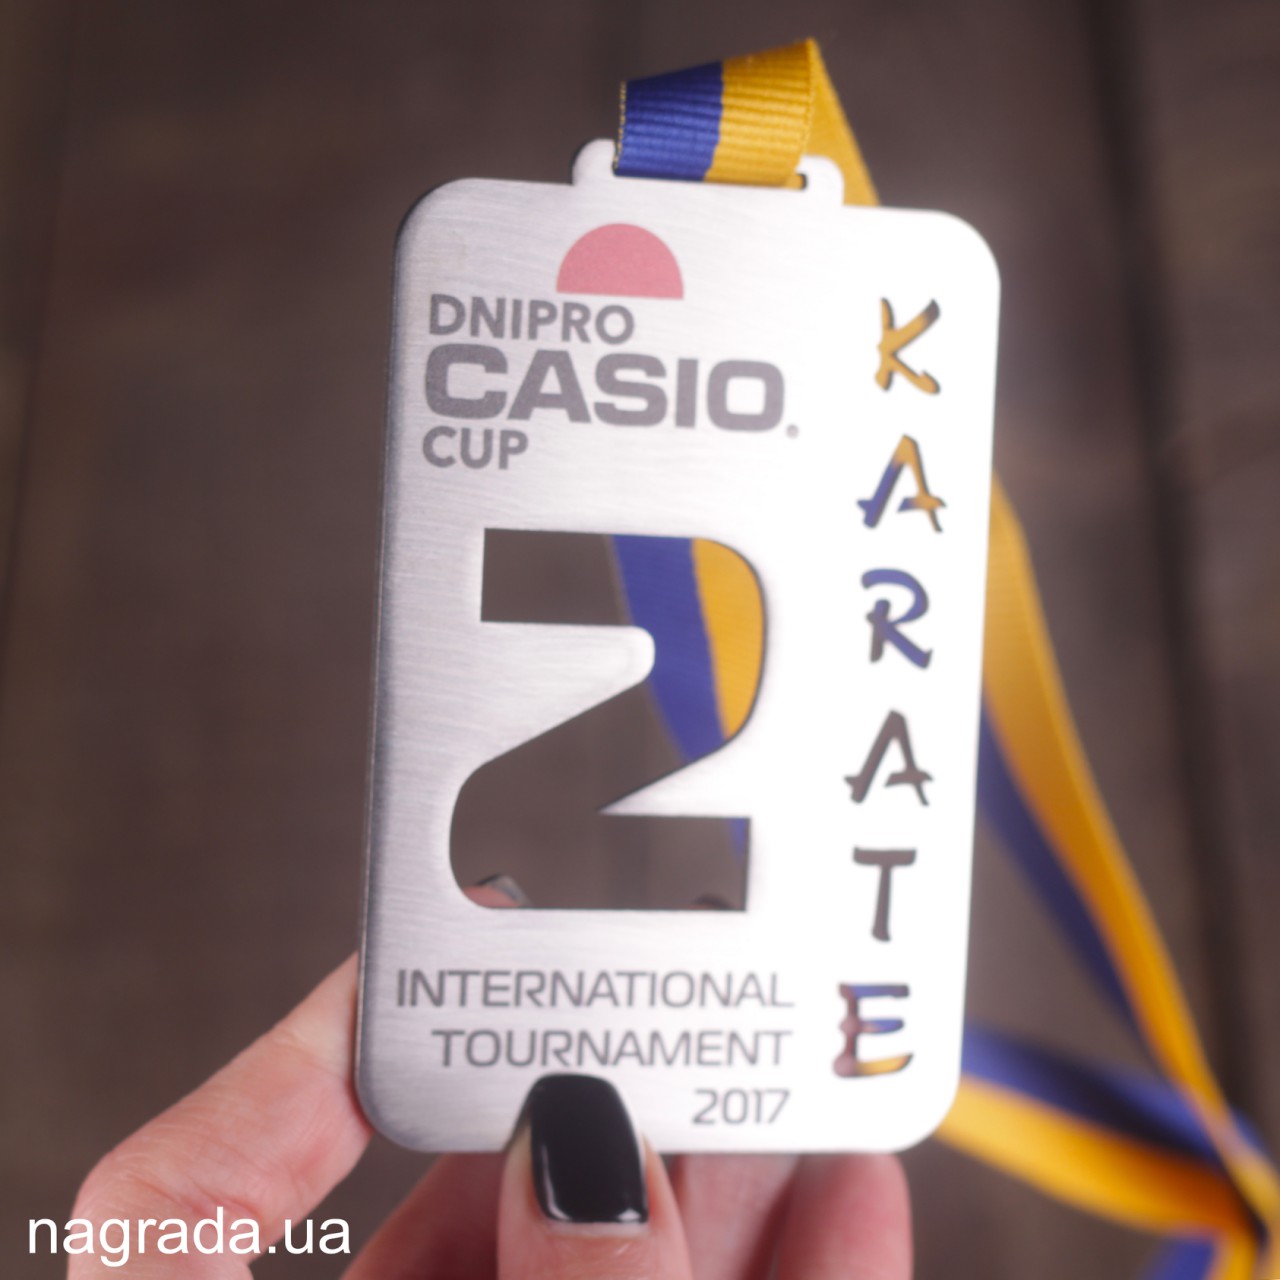 DNIPRO
CASIO.
CUP
2
INTERNATIONAL
TOURNAMENT
2017
KARATE
nagrada.ua